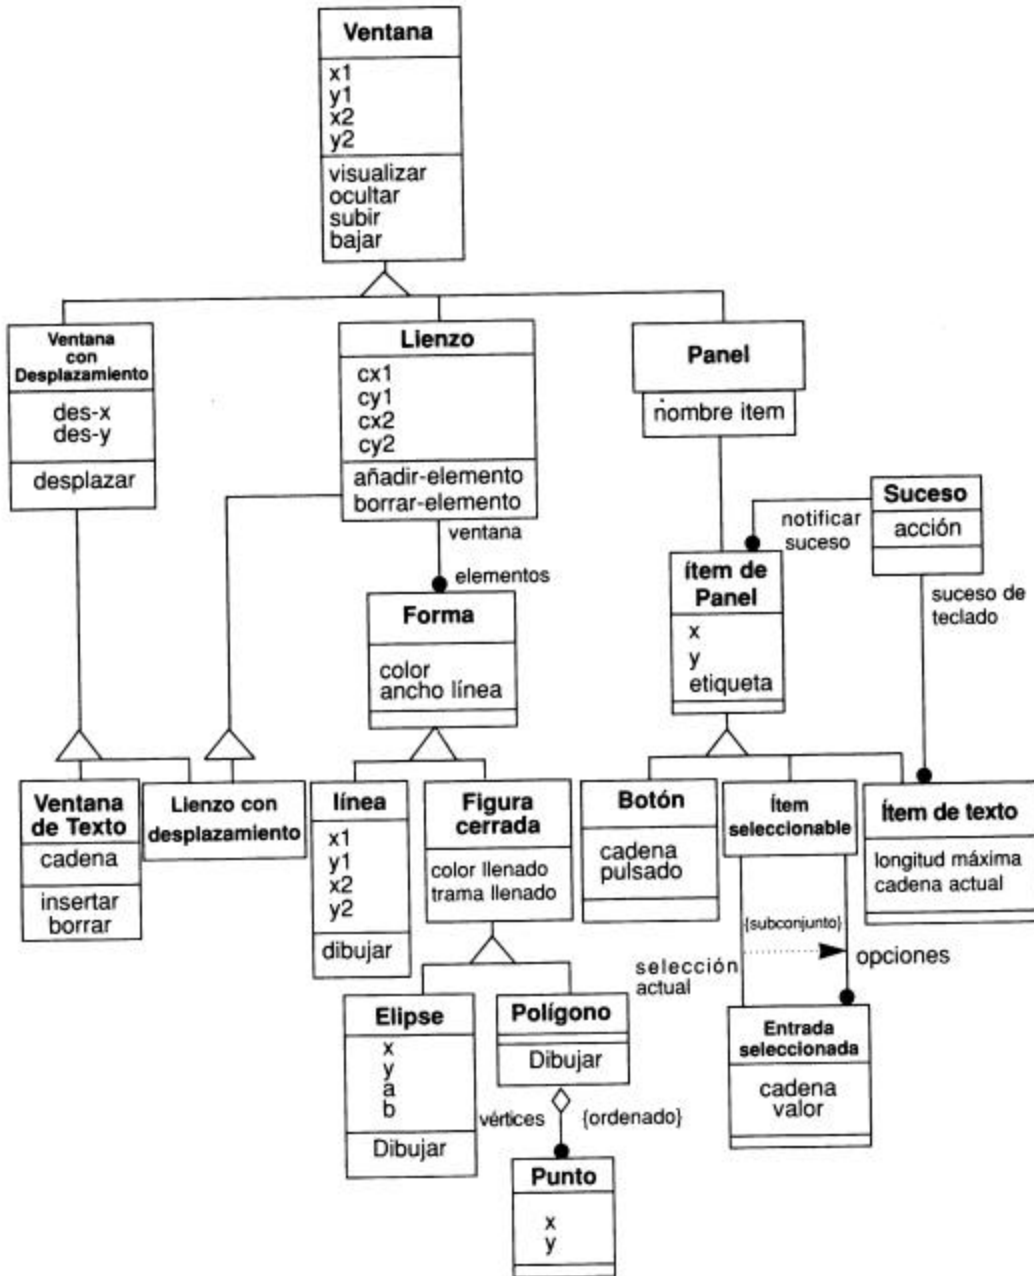 Ventana
x1
y1
x2
y2
visualizar
ocultar
subir
bajar
Ventana
con
Desplazamiento
des-x
des-y
desplazar
Lienzo
cx1
cy1
cx2
cy2
añadir-elemento
borrar-elemento
Panel
nombre item
ventana
elementos
notificar
suceso
Suceso
acción
suceso de
teclado
Forma
color
ancho línea
ítem de
Panel
x
y
etiqueta
Ventana
de Texto
cadena
insertar
borrar
Lienzo con
desplazamiento
línea
x1
y1
x2
y2
dibujar
Figura
cerrada
color llenado
trama llenado
Botón
cadena
pulsado
Ítem
seleccionable
Ítem de texto
longitud máxima
cadena actual
{subconjunto}
selección
actual
opciones
Elipse
x
y
a
b
Dibujar
Polígono
Dibujar
vértices
{ordenado}
Entrada
seleccionada
cadena
valor
Punto
x
y